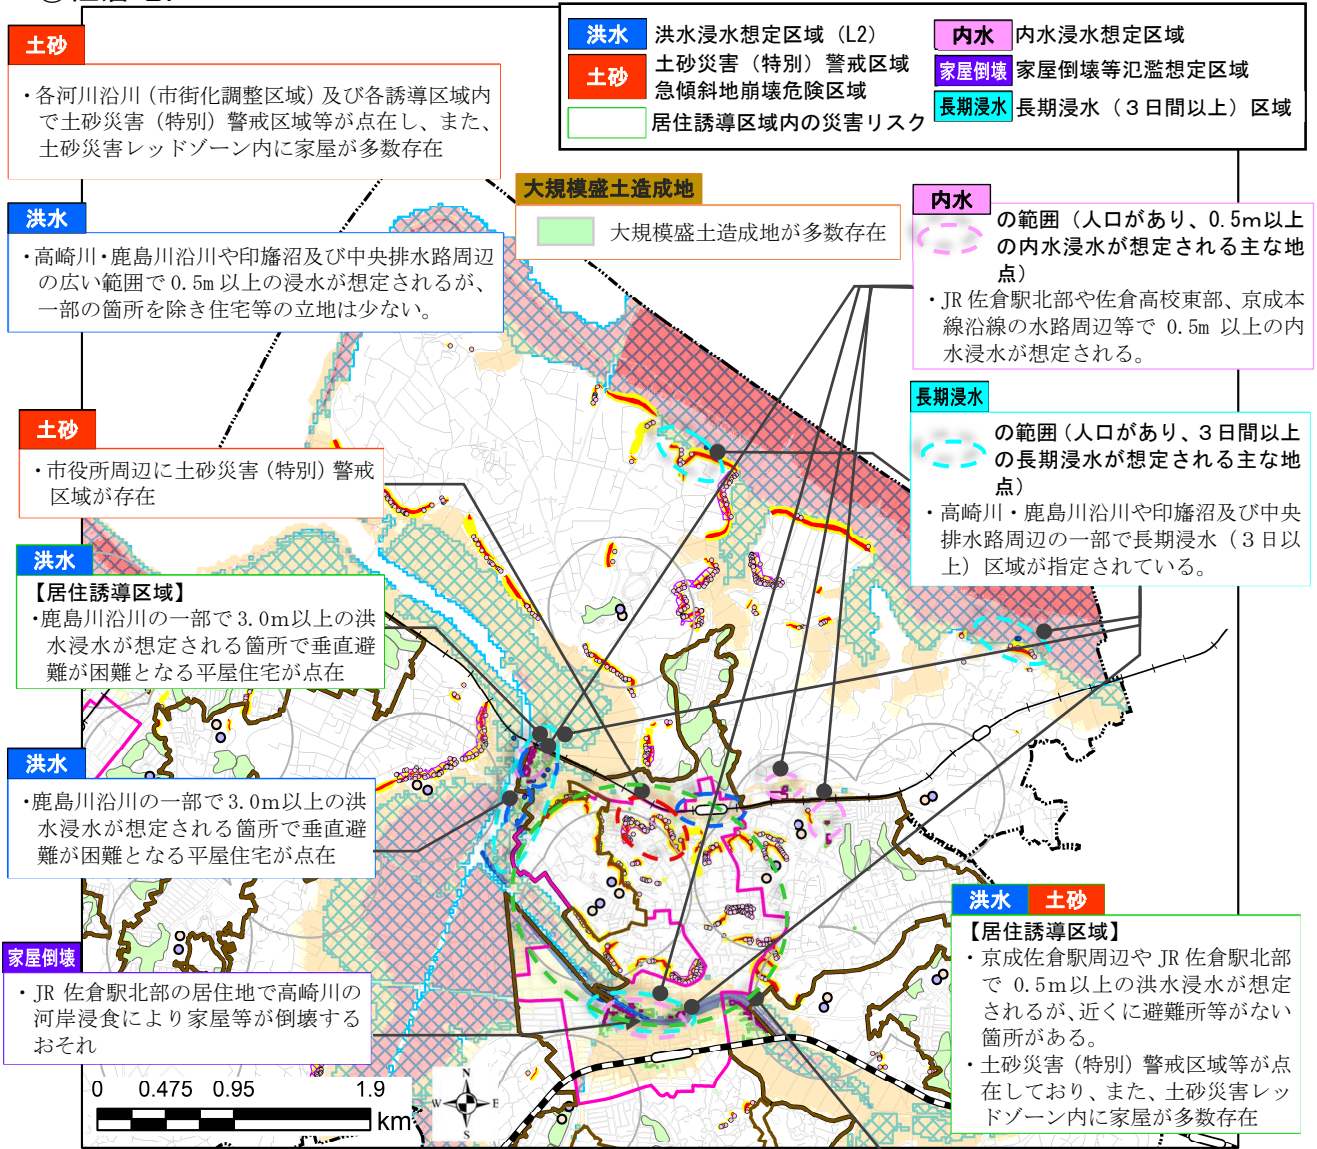 土砂
・各河川沿川（市街化調整区域）及び各誘導区域内
で土砂災害（特別）警戒区域等が点在し、また、
土砂災害レッドゾーン内に家屋が多数存在
洪水 洪水浸水想定区域（L2）
土砂 土砂災害（特別）警戒区域
急傾斜地崩壊危険区域
居住誘導区域内の災害リスク
内水 内水浸水想定区域
家屋倒壊 家屋倒壊等氾濫想定区域
長期浸水 長期浸水（３日間以上）区域
洪水
・高崎川・鹿島川沿川や印旛沼及び中央排水路周辺
の広い範囲で0.5m以上の浸水が想定されるが、
一部の箇所を除き住宅等の立地は少ない。
大規模盛土造成地
大規模盛土造成地が多数存在
内水
の範囲（人口があり、0.5m以上
の内水浸水が想定される主な地
点）
・JR佐倉駅北部や佐倉高校東部、京成本
線沿線の水路周辺等で0.5m以上の内
水浸水が想定される。
長期浸水
の範囲（人口があり、３日間以上
の長期浸水が想定される主な地
点）
・高崎川・鹿島川沿川や印旛沼及び中央
排水路周辺の一部で長期浸水（３日以
上）区域が指定されている。
土砂
・市役所周辺に土砂災害（特別）警戒
区域が存在
洪水
【居住誘導区域】
・鹿島川沿川の一部で3.0m以上の洪
水浸水が想定される箇所で垂直避
難が困難となる平屋住宅が点在
洪水
・鹿島川沿川の一部で3.0m以上の洪
水浸水が想定される箇所で垂直避
難が困難となる平屋住宅が点在
家屋倒壊
・JR佐倉駅北部の居住地で高崎川の
河岸浸食により家屋等が倒壊する
おそれ
洪水 土砂
【居住誘導区域】
・京成佐倉駅周辺やJR佐倉駅北部
で0.5m以上の洪水浸水が想定
されるが、近くに避難所等がない
箇所がある。
・土砂災害（特別）警戒区域等が点
在しており、また、土砂災害レッ
ドゾーン内に家屋が多数存在
0 0.475 0.95 1.9
km
N
W E
S